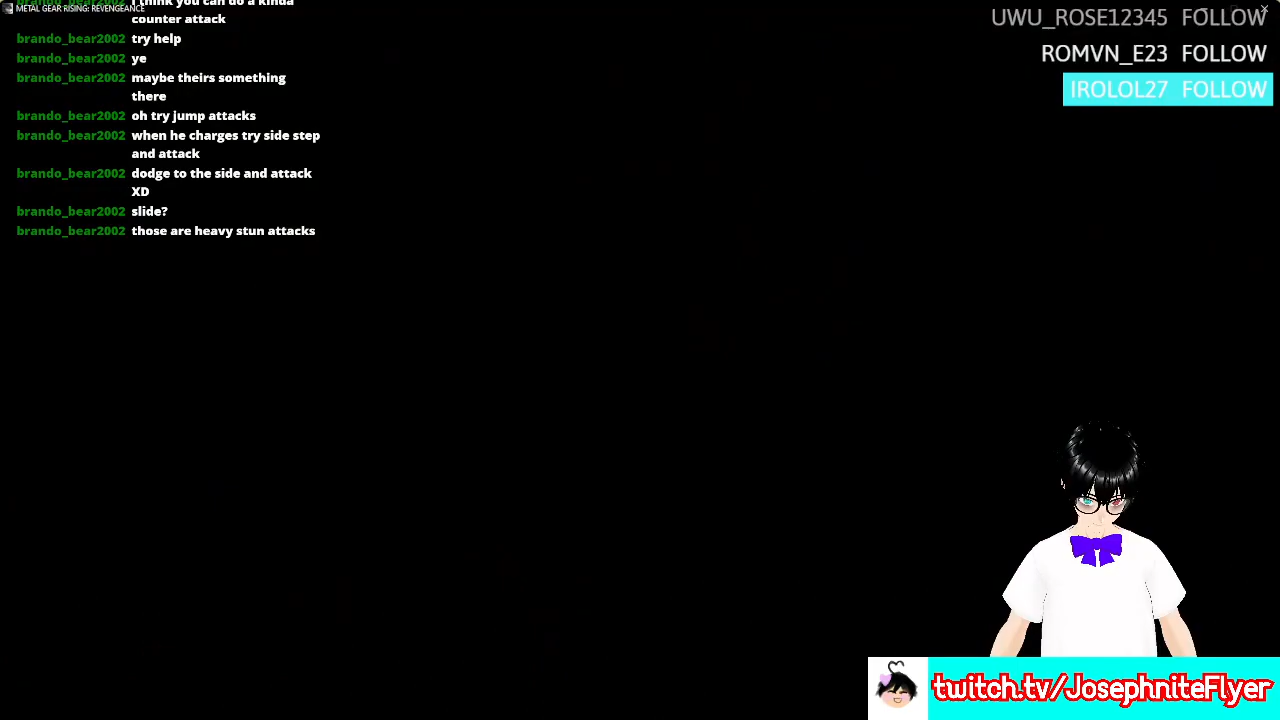 brando_bear2002 i think you can do a kinda
METAL GEAR RISING: REVENGEANCE
counter attack
brando_bear2002 try help
brando_bear2002 ye
brando_bear2002 maybe theirs something
there
brando_bear2002 oh try jump attacks
brando_bear2002 when he charges try side step
and attack
brando_bear2002 dodge to the side and attack
XD
brando_bear2002 slide?
brando_bear2002 those are heavy stun attacks
UWU_ROSE12345 FOLLOW
ROMVN_E23 FOLLOW
IROLOL27 FOLLOW
twitch.tv/JosephniteFlyer